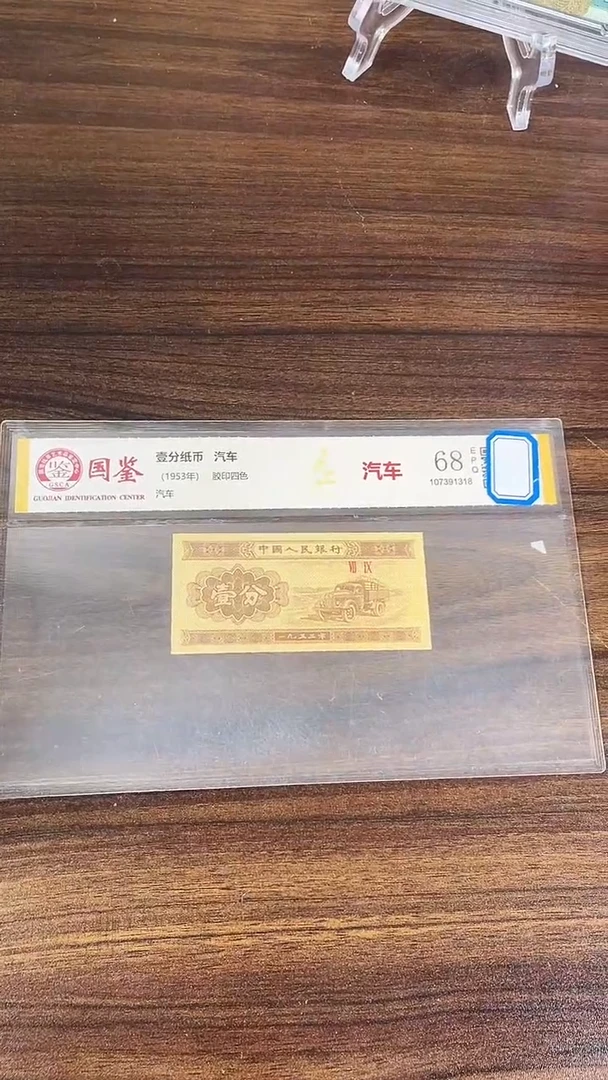 国鉴
GSCA
GUOJIAN IDENTIFICATION CENTER
壹分纸币 汽车
(1953年) 胶印四色
汽车
汽车
68
EPQ
107391318
中国人民银行
VII IX
壹分
一九五三年